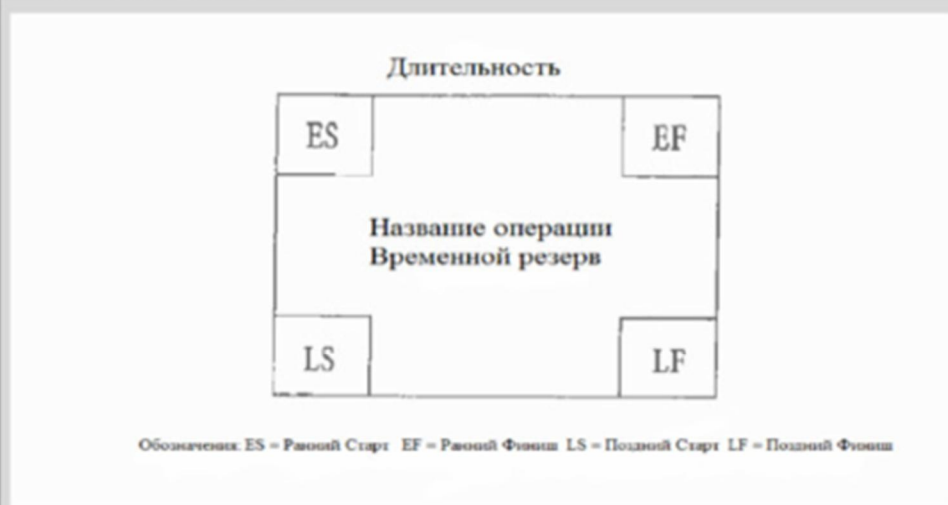 Длительность
ES EF
Название операции
Временной резерв
LS LF
Обозначения: ES = Ранний Старт EF = Ранний Финиш LS = Поздний Старт LF = Поздний Финиш